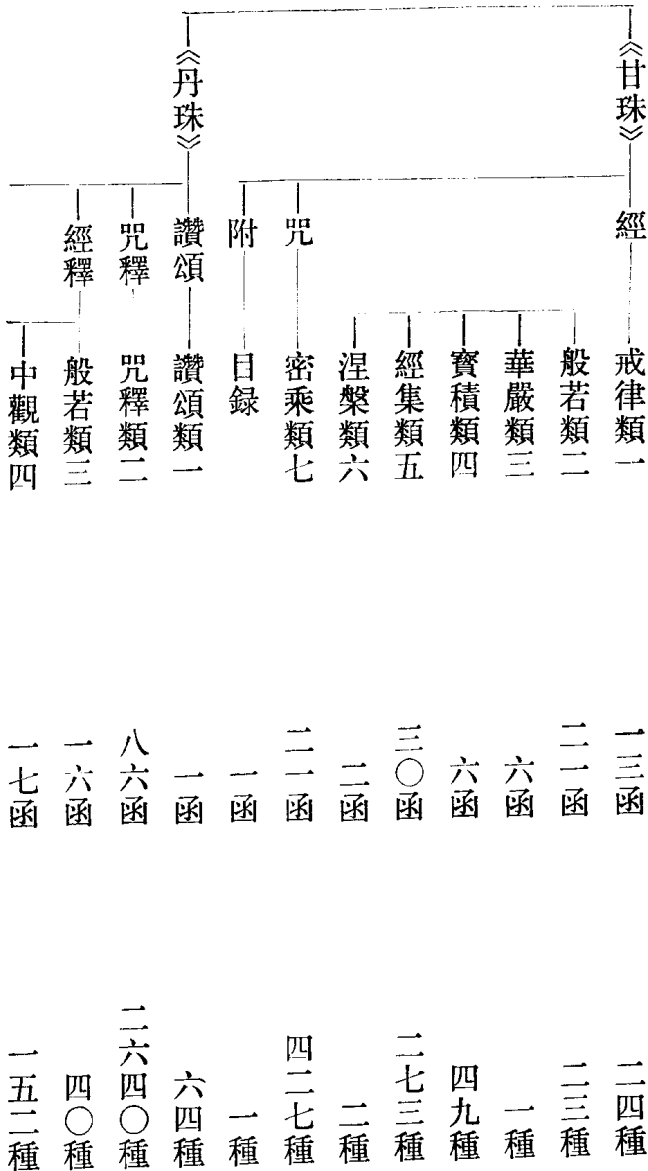 《甘珠》 經 戒律類一 一三函 二四種
般若類二 二一函 二三種
華嚴類三 六函 一種
寶積類四 六函 四九種
經集類五 三〇函 二七三種
涅槃類六 二函 二種
咒 密乘類七 二一函 四二七種
附 目録 一函 一種
《丹珠》 讚頌 讚頌類一 一函 六四種
咒釋 咒釋類二 八六函 二六四〇種
經釋 般若類三 一六函 四〇種
中觀類四 一七函 一五二種